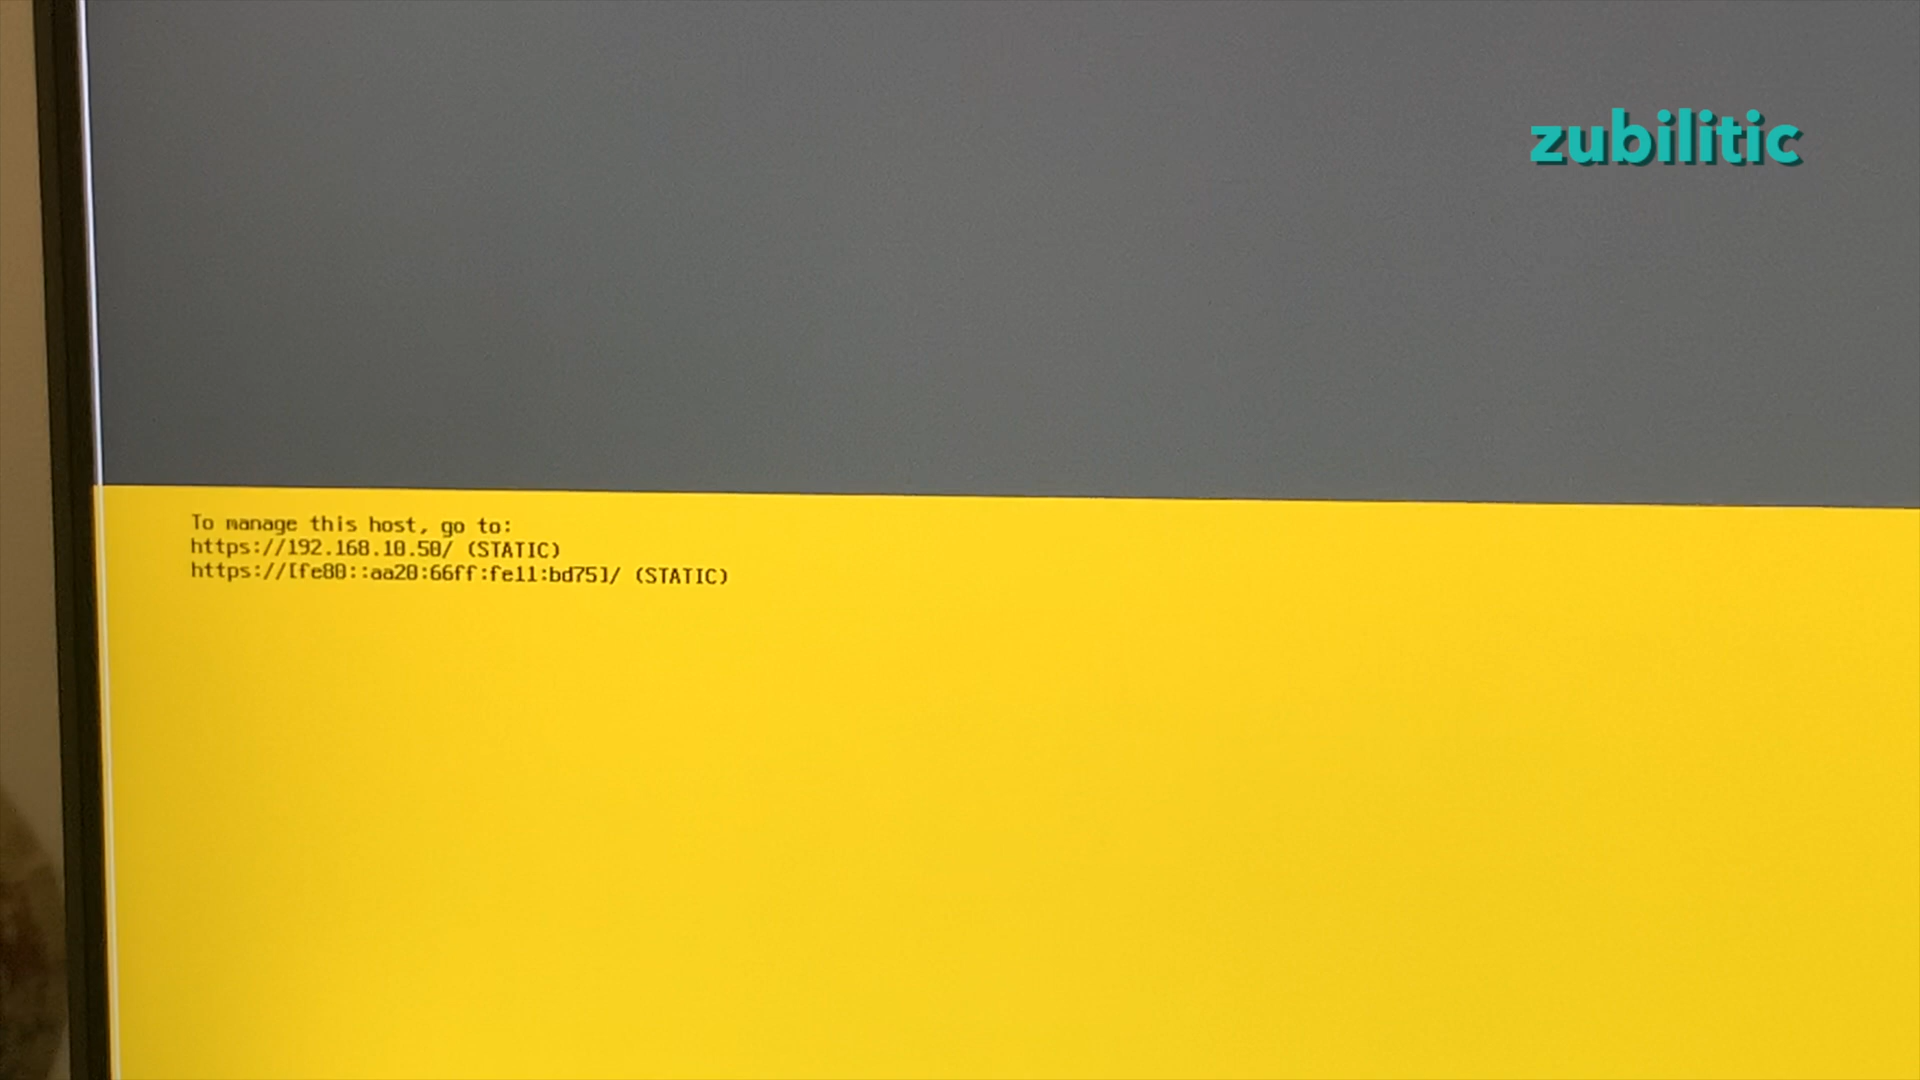 zubilitic
To manage this host, go to:
https://192.168.10.50/ (STATIC)
https://[fe80::aa20:66ff:fe11:bd75]/ (STATIC)